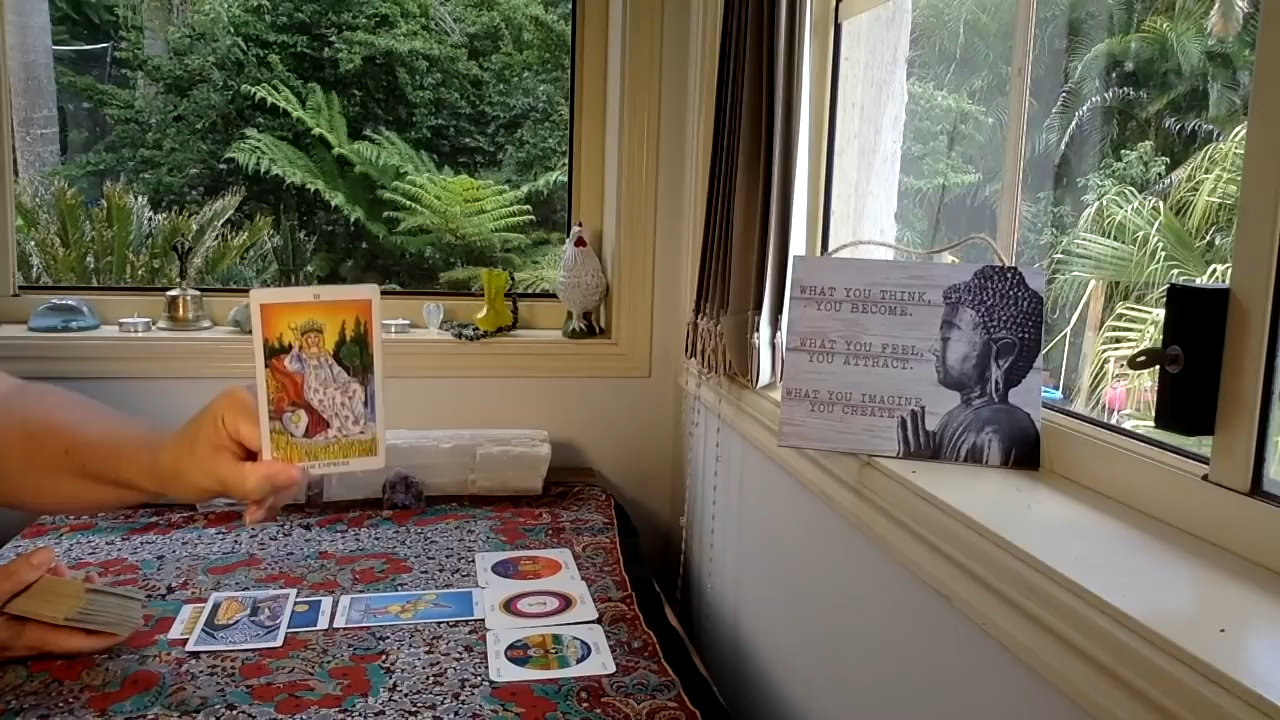 III
THE EMPRESS
WHAT YOU THINK,
YOU BECOME.
WHAT YOU FEEL,
YOU ATTRACT.
WHAT YOU IMAGINE
YOU CREATE.